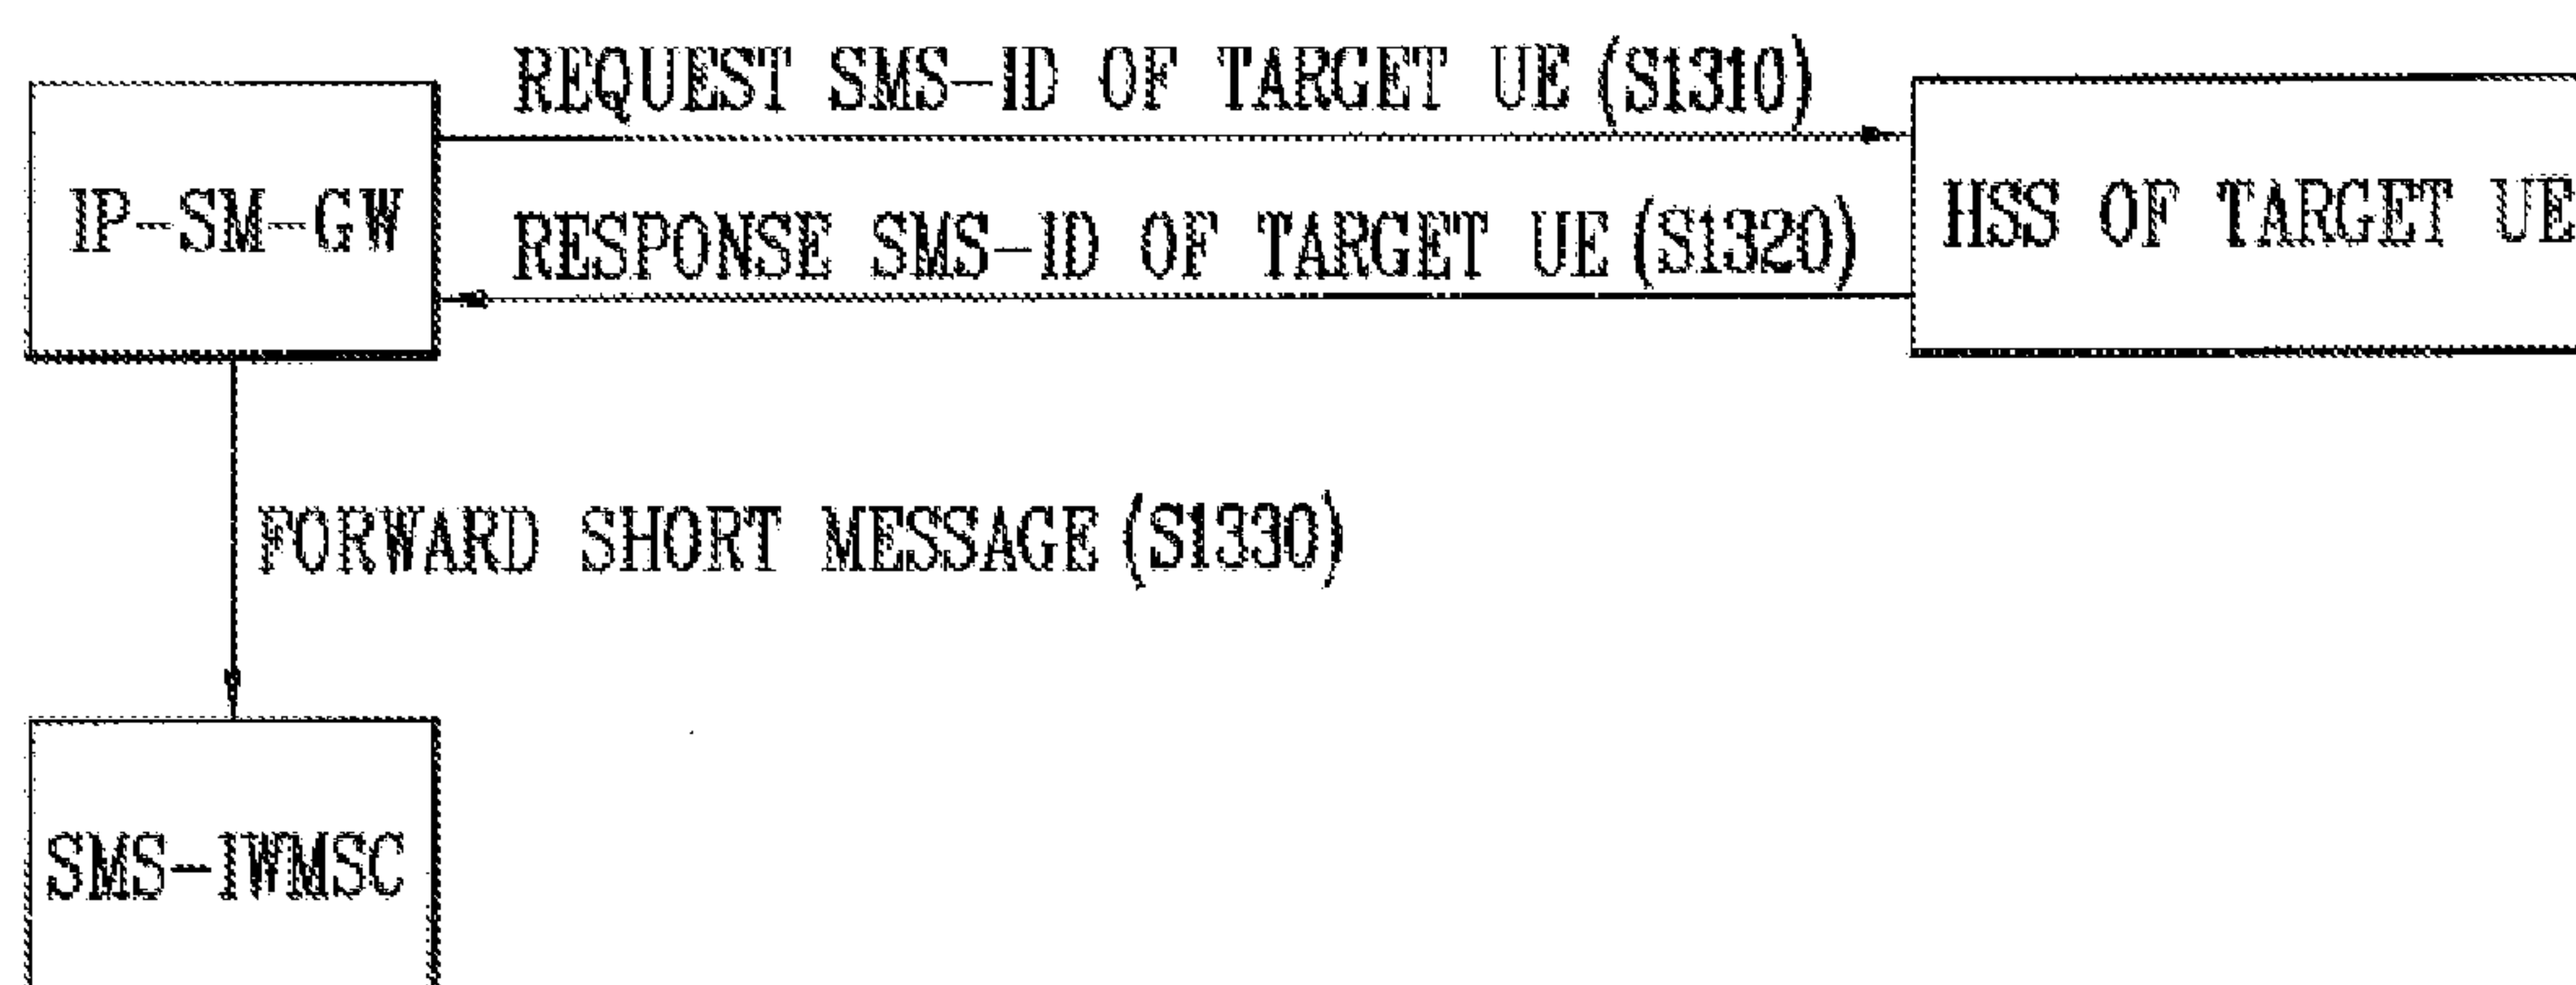 REQUEST SMS-ID OF TARGET UE (S1310)
IP-SM-GW
HSS OF TARGET UE
RESPONSE SMS-ID OF TARGET UE (S1320)
FORWARD SHORT MESSAGE (S1330)
SMS-IWMSC